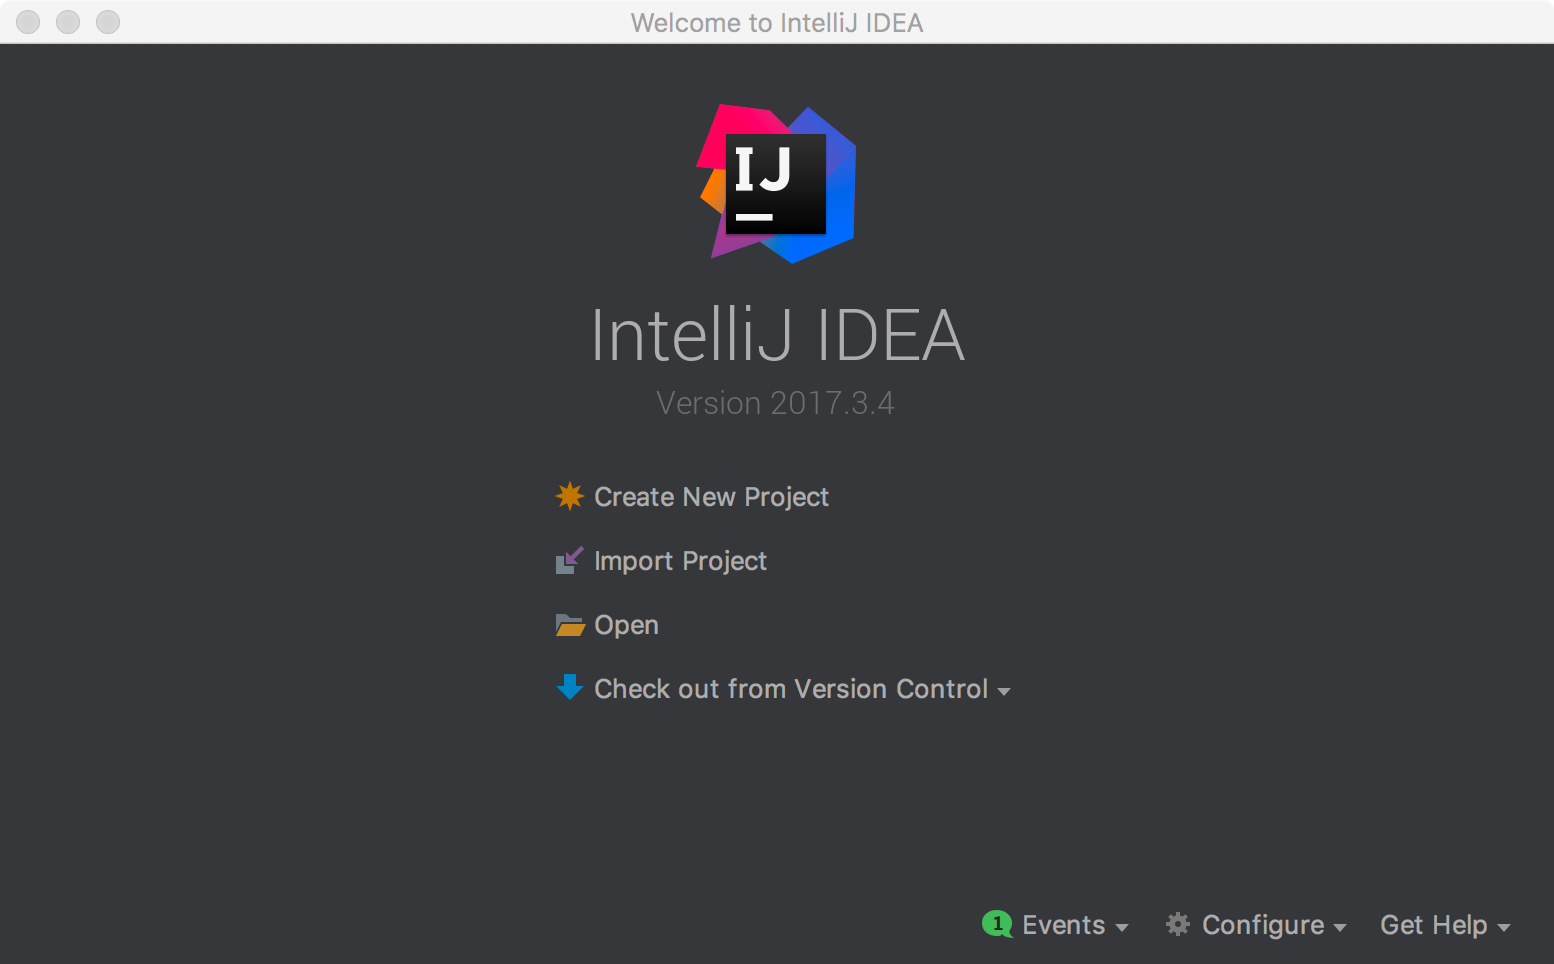 Welcome to IntelliJ IDEA
IJ
IntelliJ IDEA
Version 2017.3.4
Create New Project
Import Project
Open
Check out from Version Control
1 Events Configure Get Help